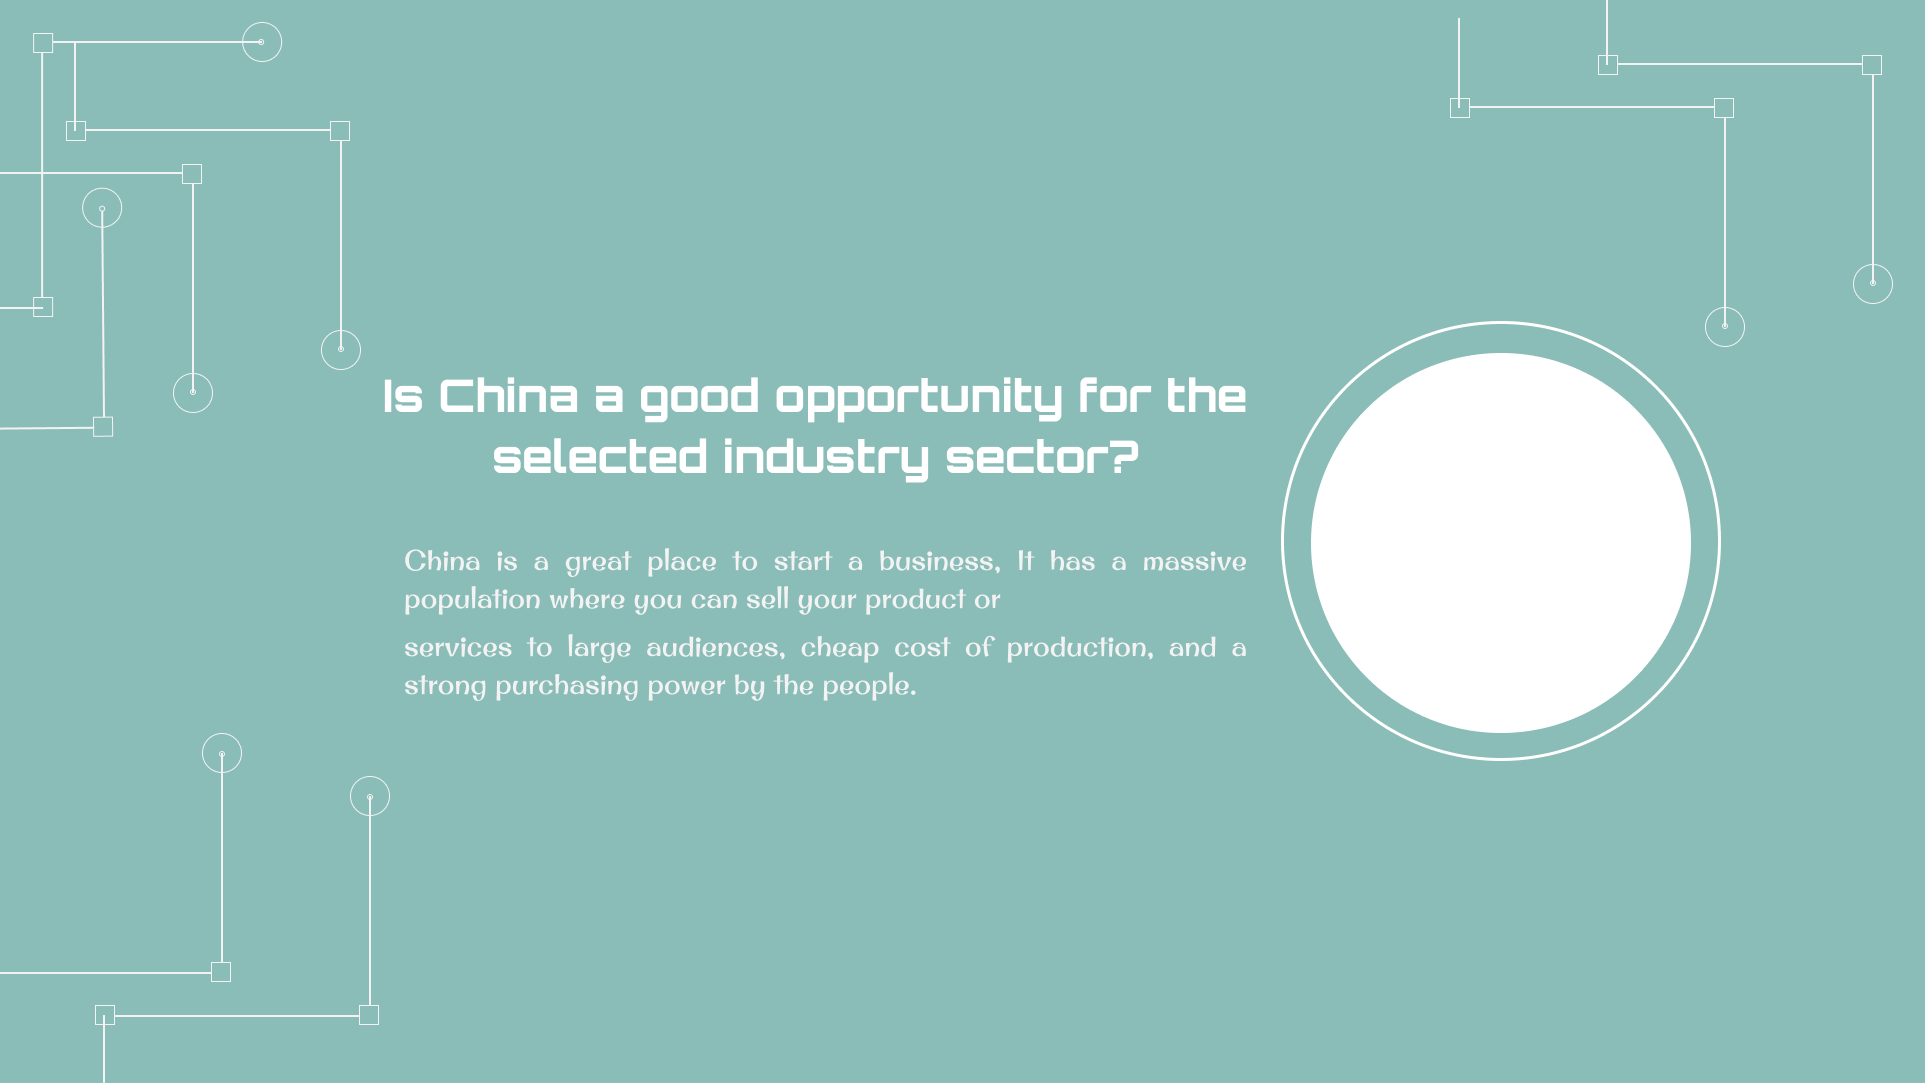 Is China a good opportunity for the
selected industry sector?
China is a great place to start a business, It has a massive
population where you can sell your product or
services to large audiences, cheap cost of production, and a
strong purchasing power by the people.